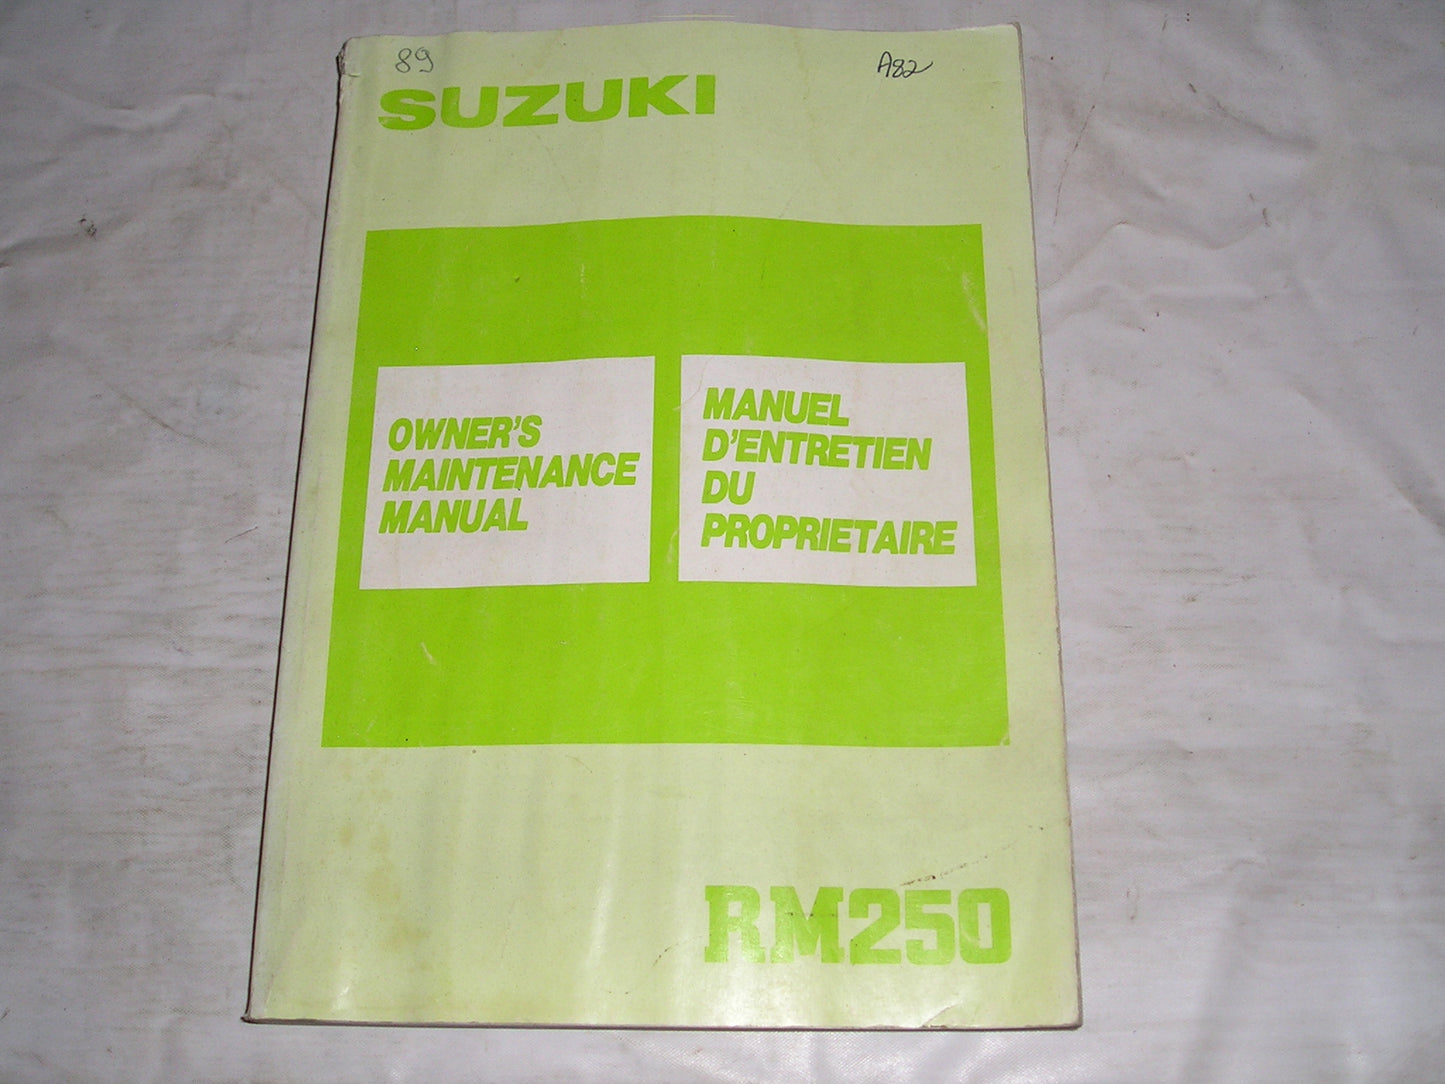 89
A82
SUZUKI
OWNER'S
MAINTENANCE
MANUAL
MANUEL
D'ENTRETIEN
DU
PROPRIETAIRE
RM250